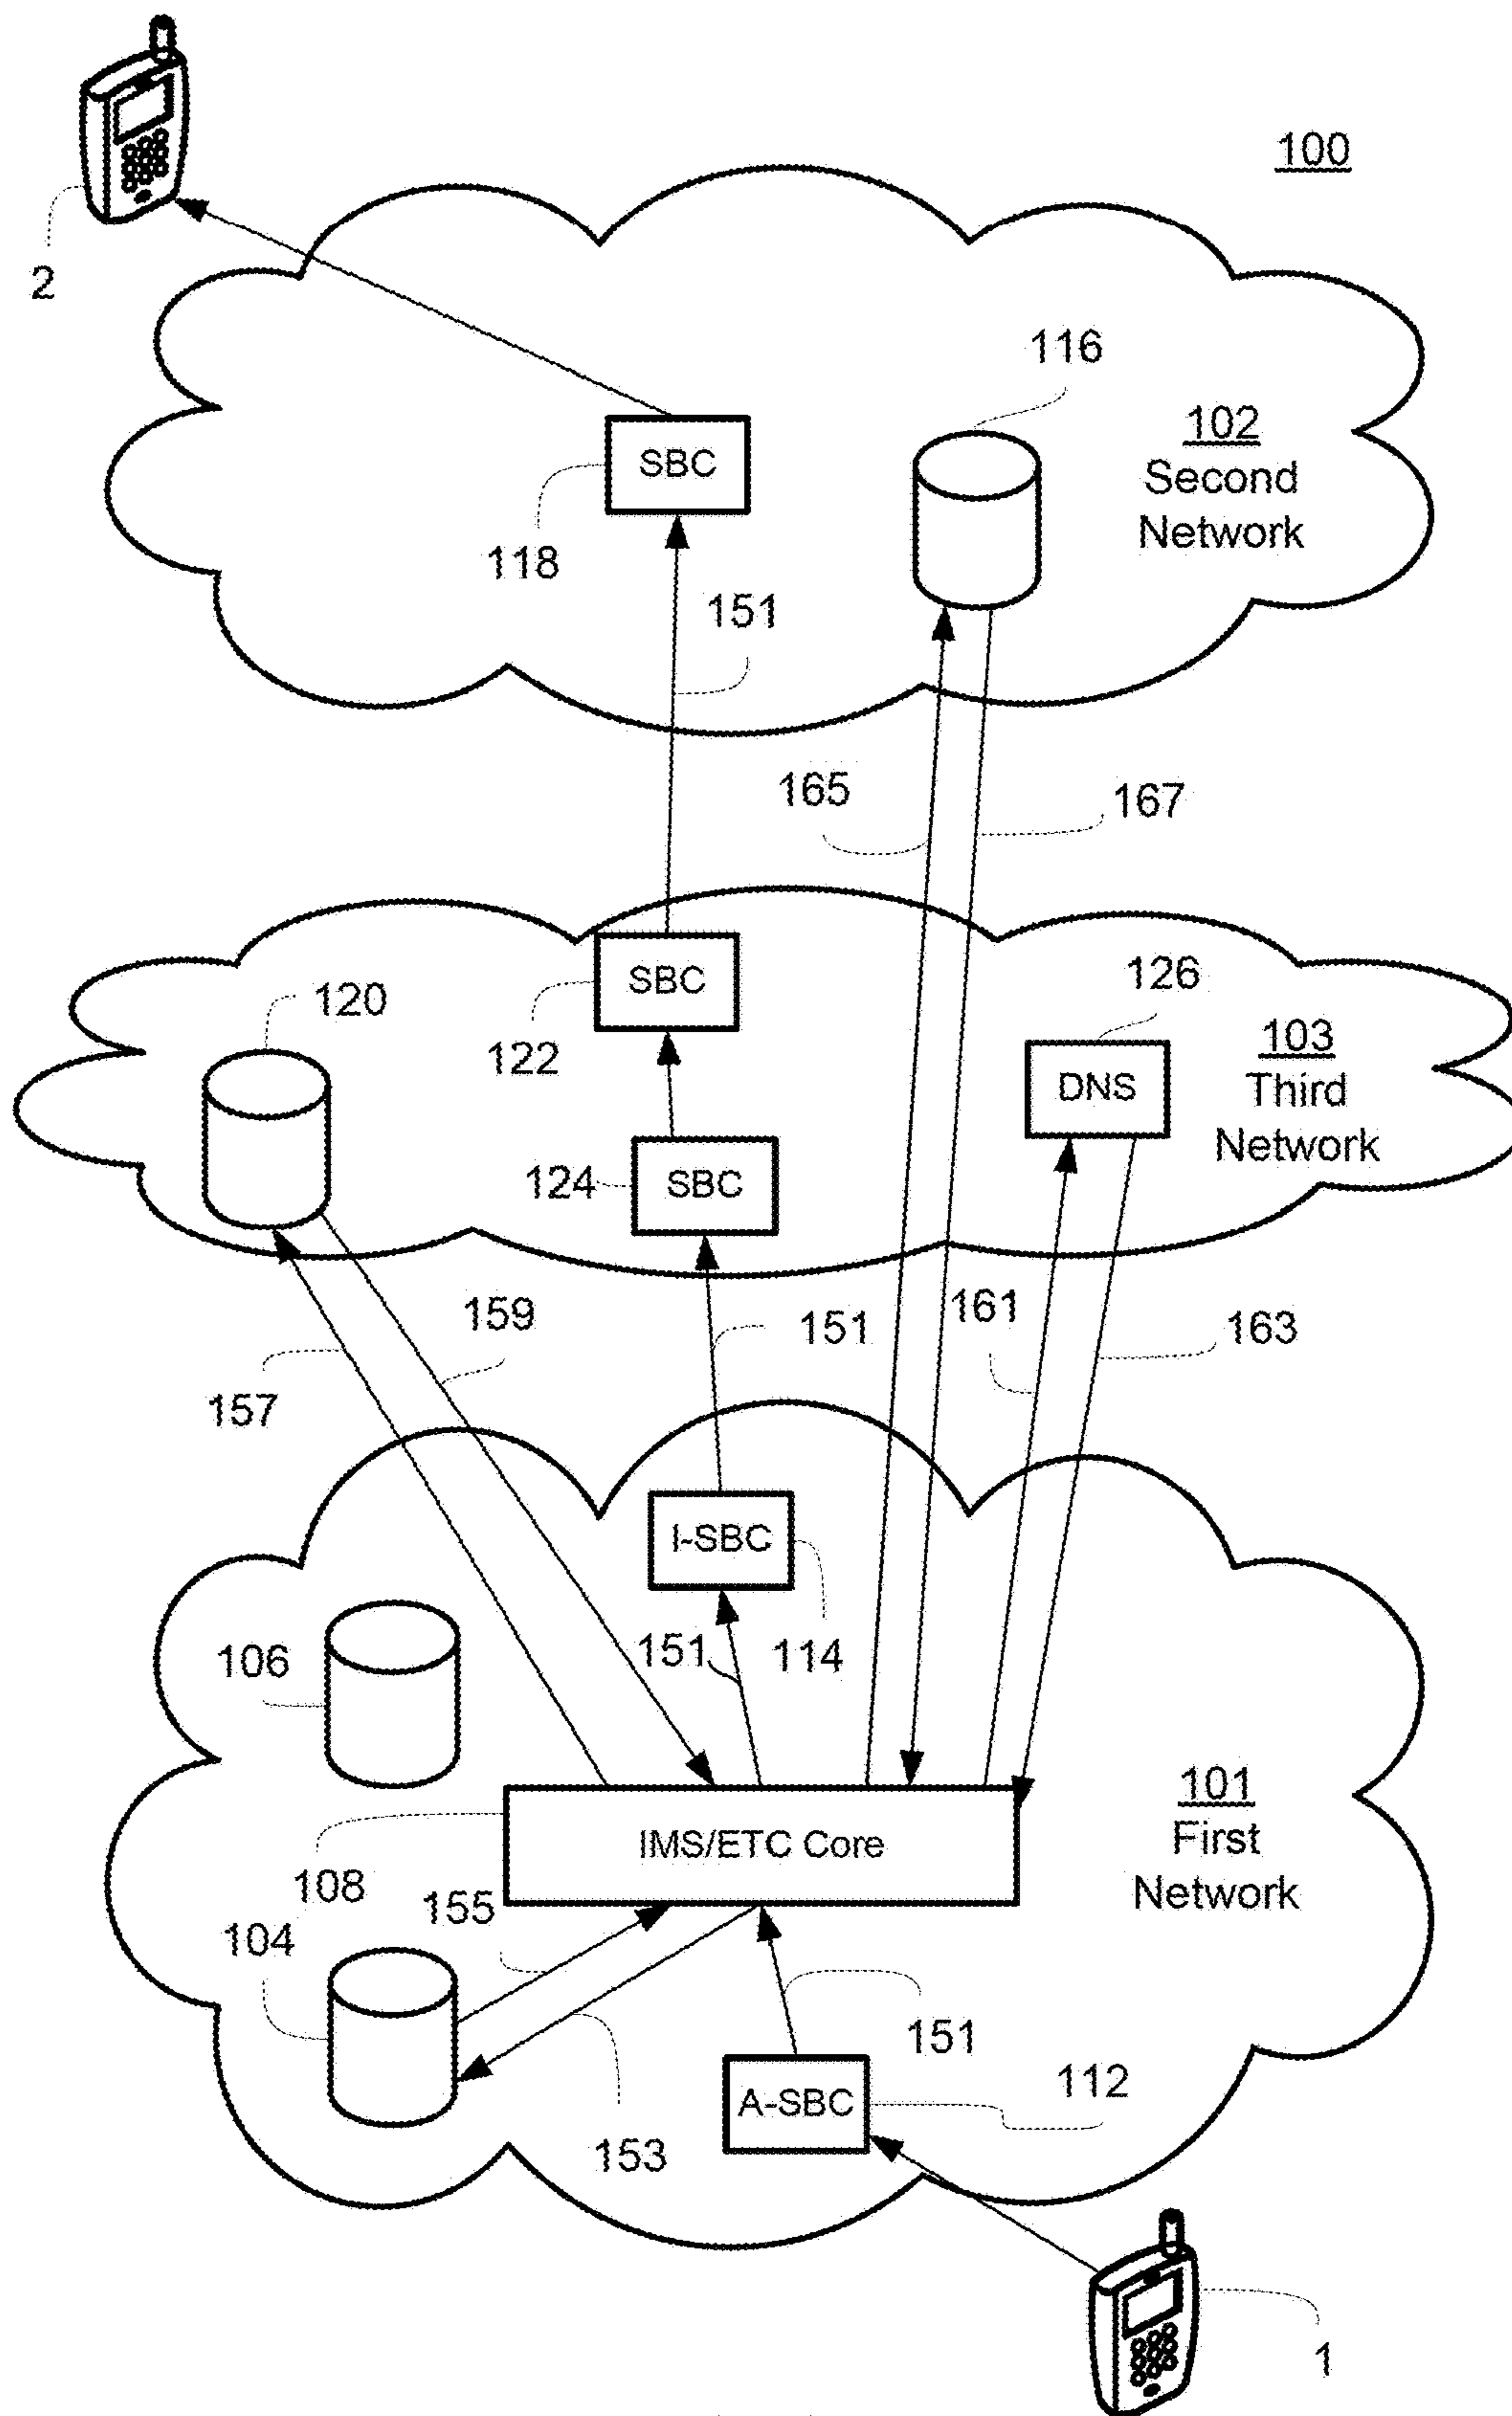 100
2
116
102
Second
Network
SBC
118
151
165
167
120
SBC
122
126
103
Third
Network
DNS
124
SBC
159
157
151
161
163
I-SBC
151
114
106
101
First
Network
IMS/ETC Core
108
155
104
151
112
A-SBC
153
1